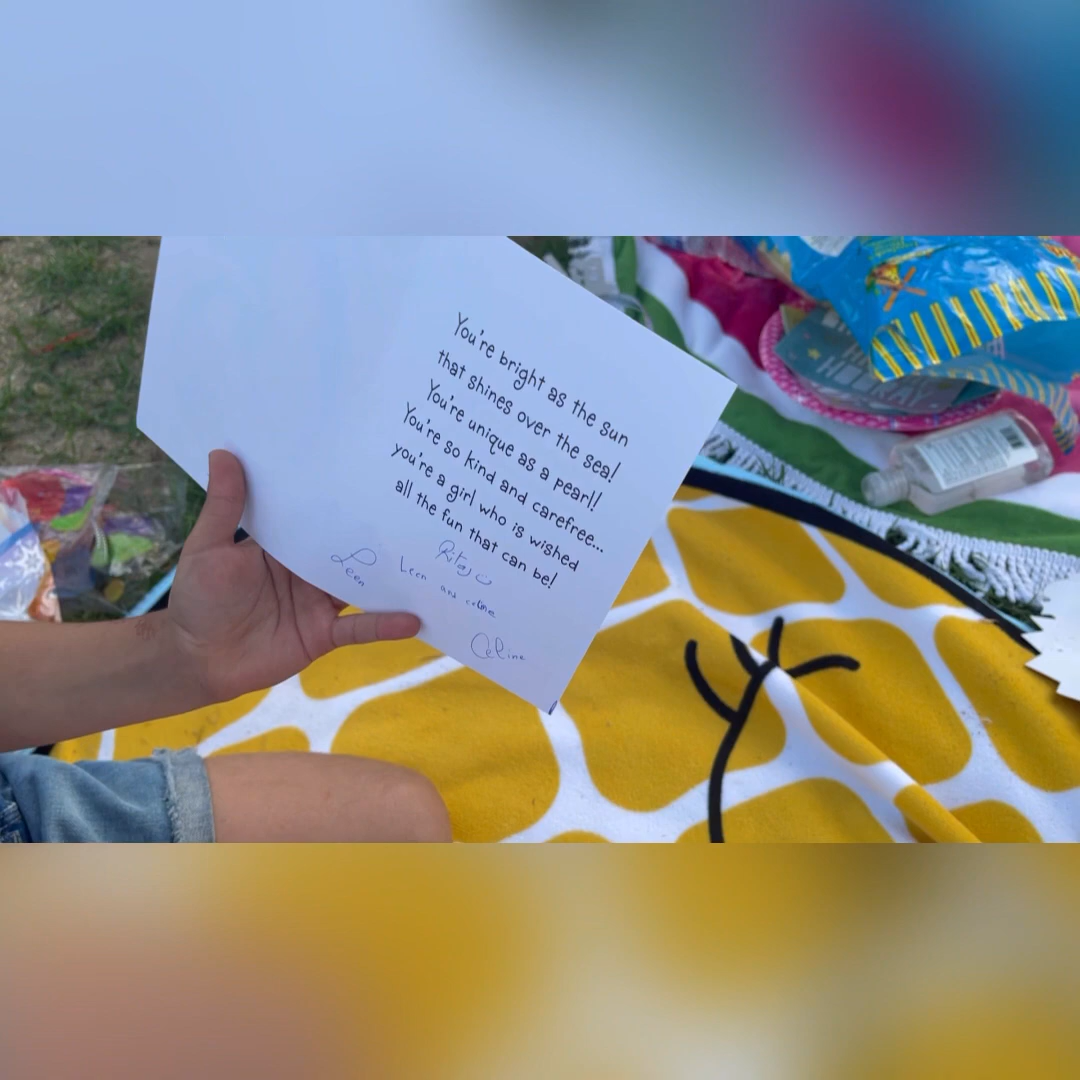 You're bright as the sun
that shines over the sea!
You're unique as a pearl!
You're so kind and carefree...
you're a girl who is wished
all the fun that can be!
Ritaj
Leen
Leen and celine
Celine